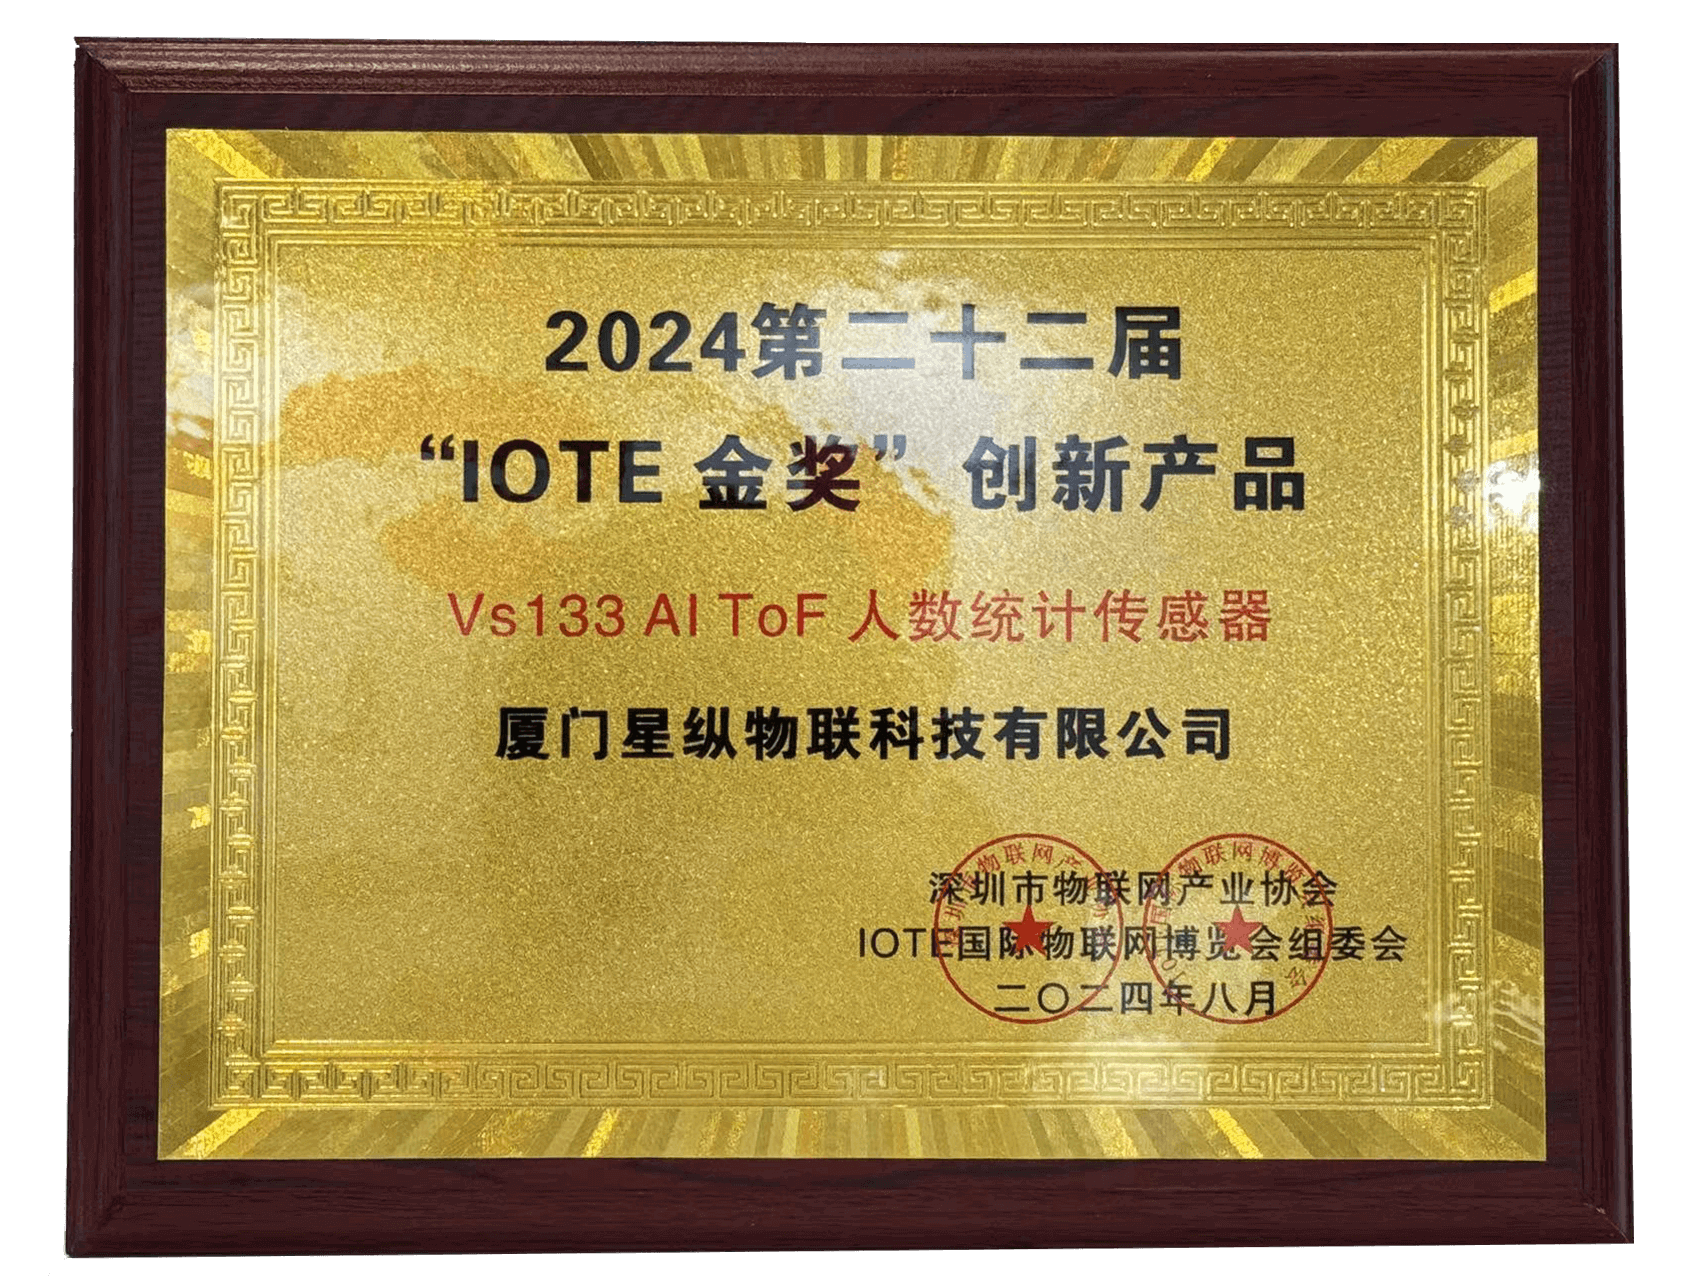 2024第二十二届
“IOTE 金奖”创新产品
Vs133 AI ToF 人数统计传感器
厦门星纵物联科技有限公司
深圳市物联网产业协会
IOTE国际物联网博览会组委会
二〇二四年八月